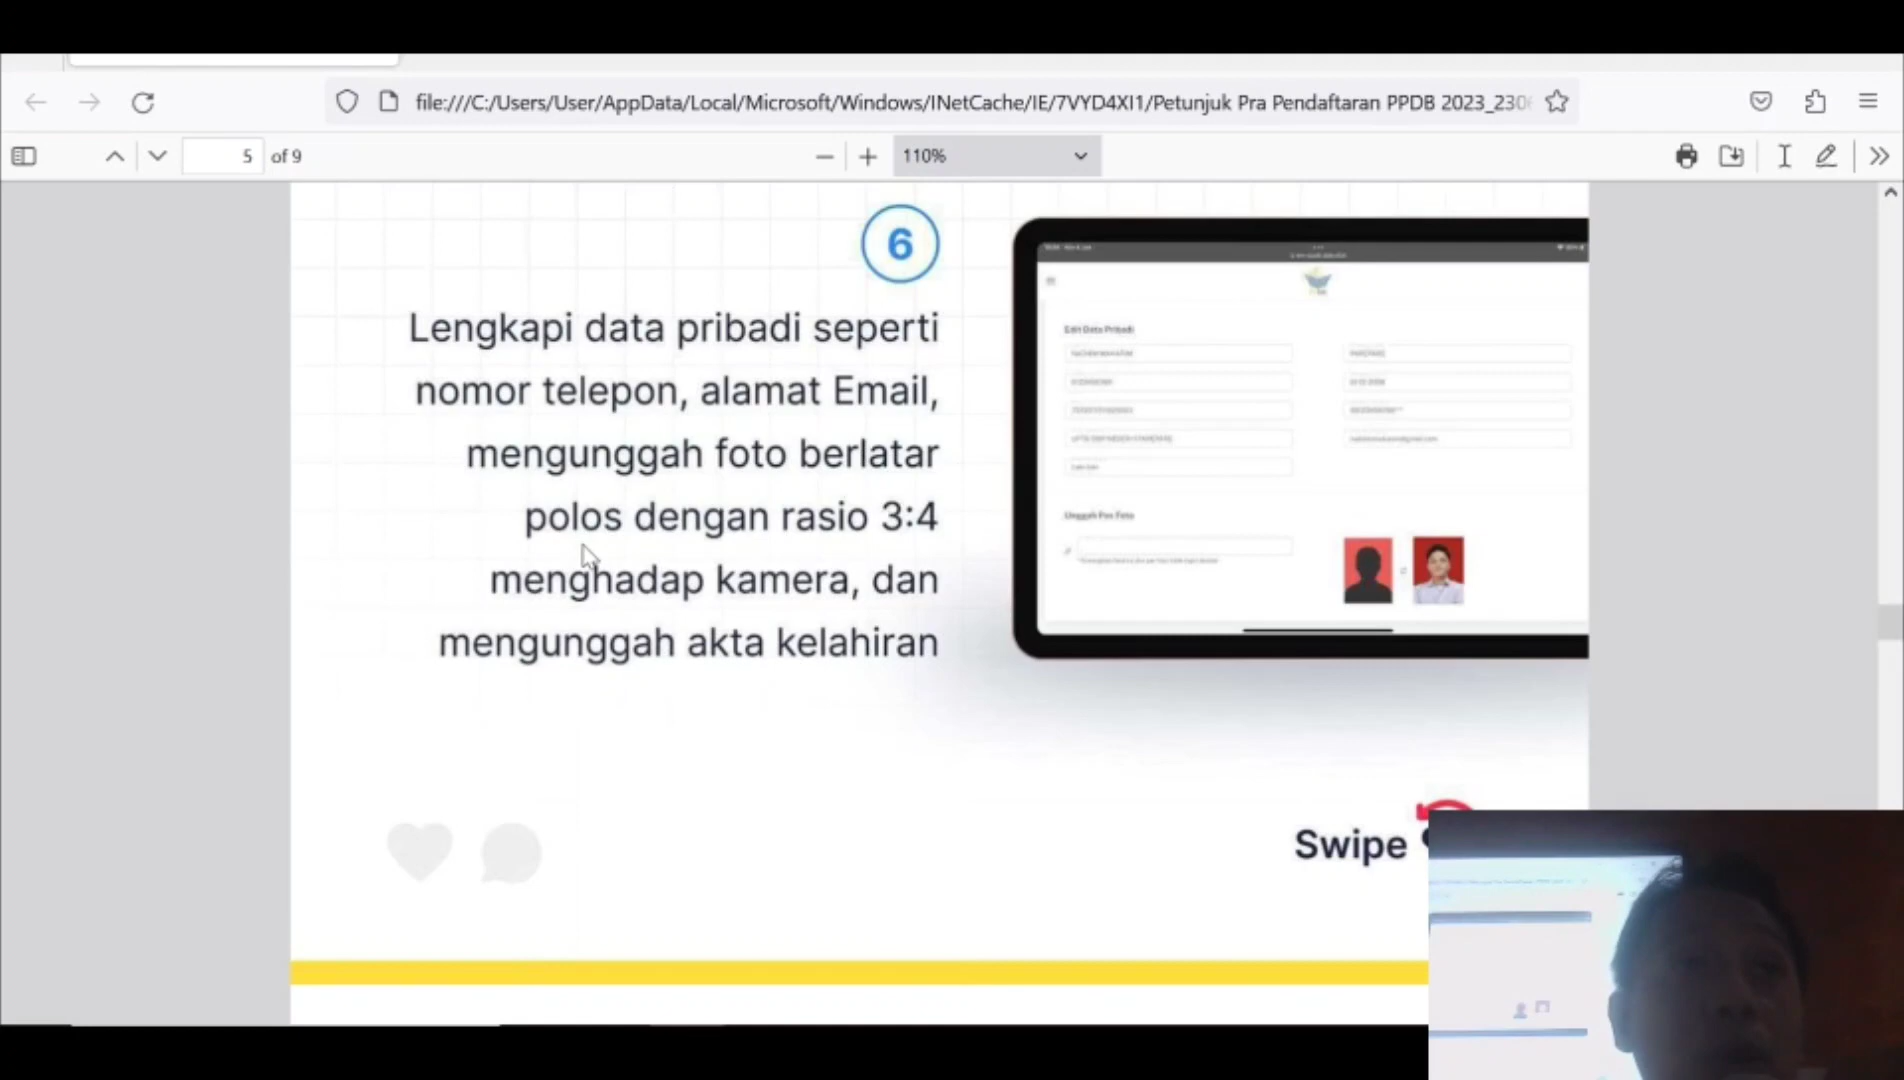 file:///C:/Users/User/AppData/Local/Microsoft/Windows/INetCache/IE/7VYD4XI1/Petunjuk Pra Pendaftaran PPDB 2023_230
5 of 9
110%
6
Lengkapi data pribadi seperti
nomor telepon, alamat Email,
mengunggah foto berlatar
polos dengan rasio 3:4
menghadap kamera, dan
mengunggah akta kelahiran
Edit Data Pribadi
Unggah Pas Foto
Swipe